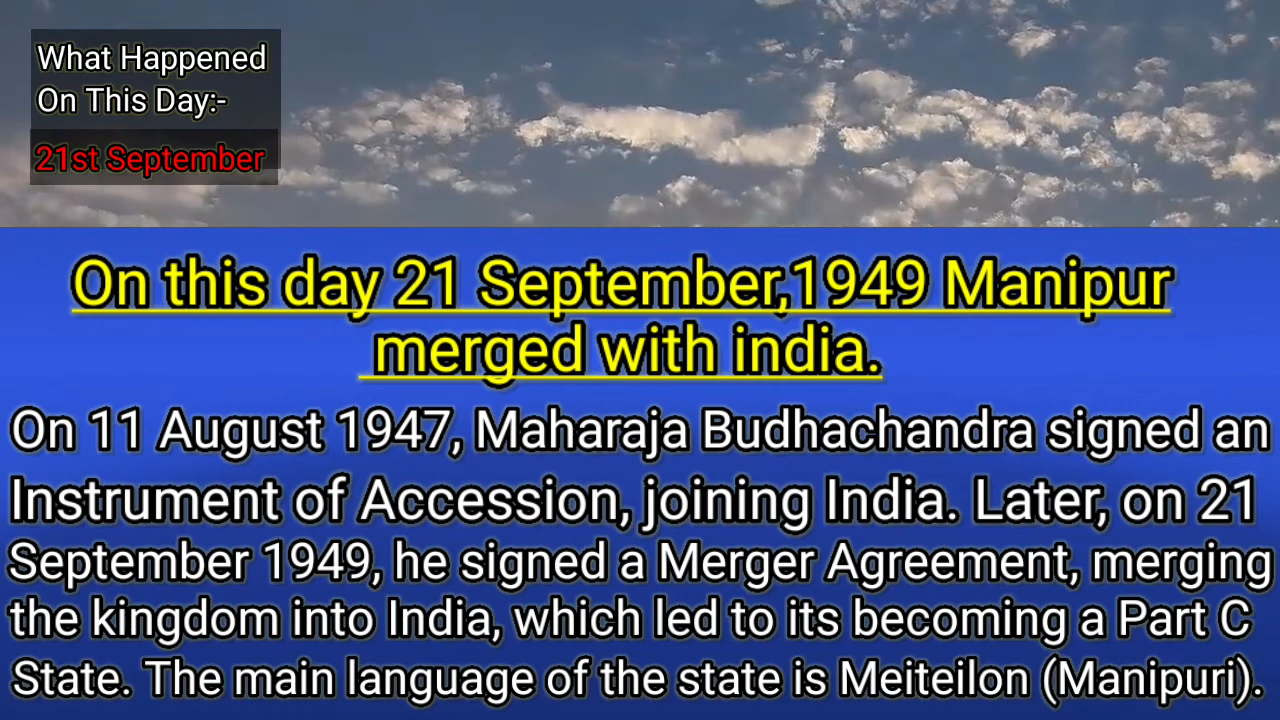 What Happened
On This Day:-
21st September
On this day 21 September,1949 Manipur
merged with india.
On 11 August 1947, Maharaja Budhachandra signed an
Instrument of Accession, joining India. Later, on 21
September 1949, he signed a Merger Agreement, merging
the kingdom into India, which led to its becoming a Part C
State. The main language of the state is Meiteilon (Manipuri).